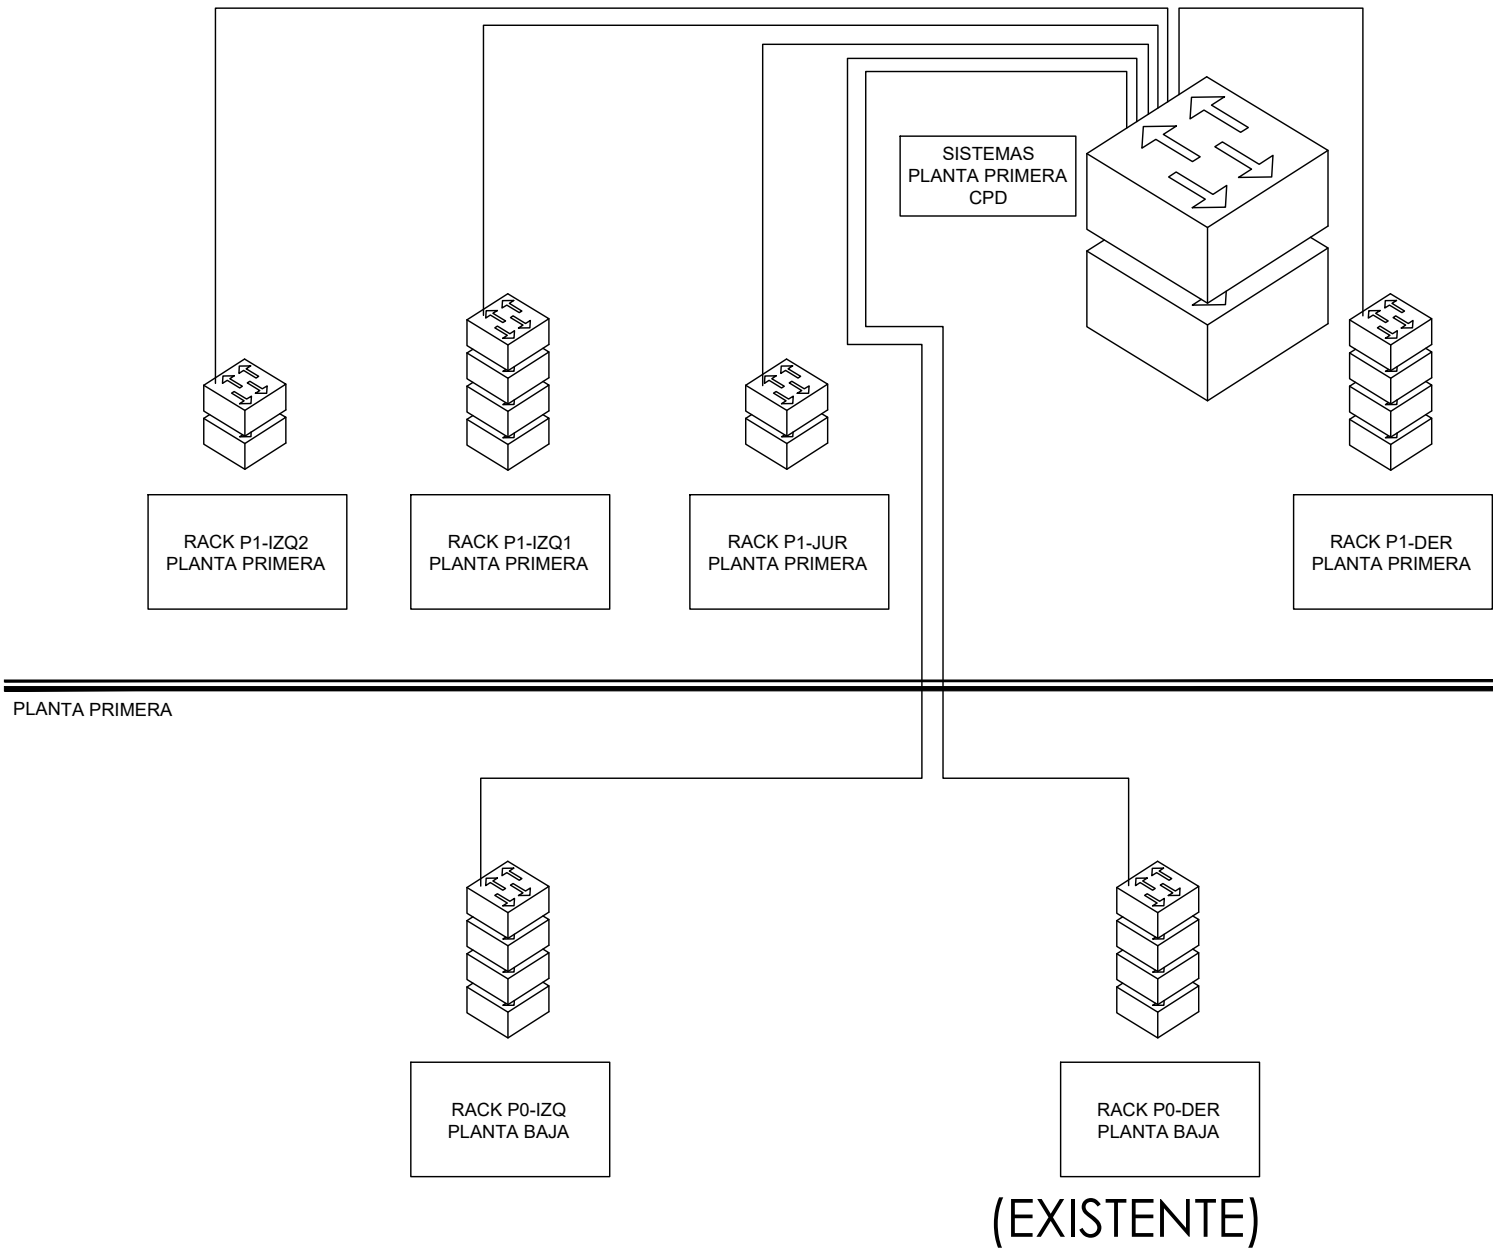 SISTEMAS
PLANTA PRIMERA
CPD
RACK P1-IZQ2
PLANTA PRIMERA
RACK P1-IZQ1
PLANTA PRIMERA
RACK P1-JUR
PLANTA PRIMERA
RACK P1-DER
PLANTA PRIMERA
PLANTA PRIMERA
RACK P0-IZQ
PLANTA BAJA
RACK P0-DER
PLANTA BAJA
(EXISTENTE)